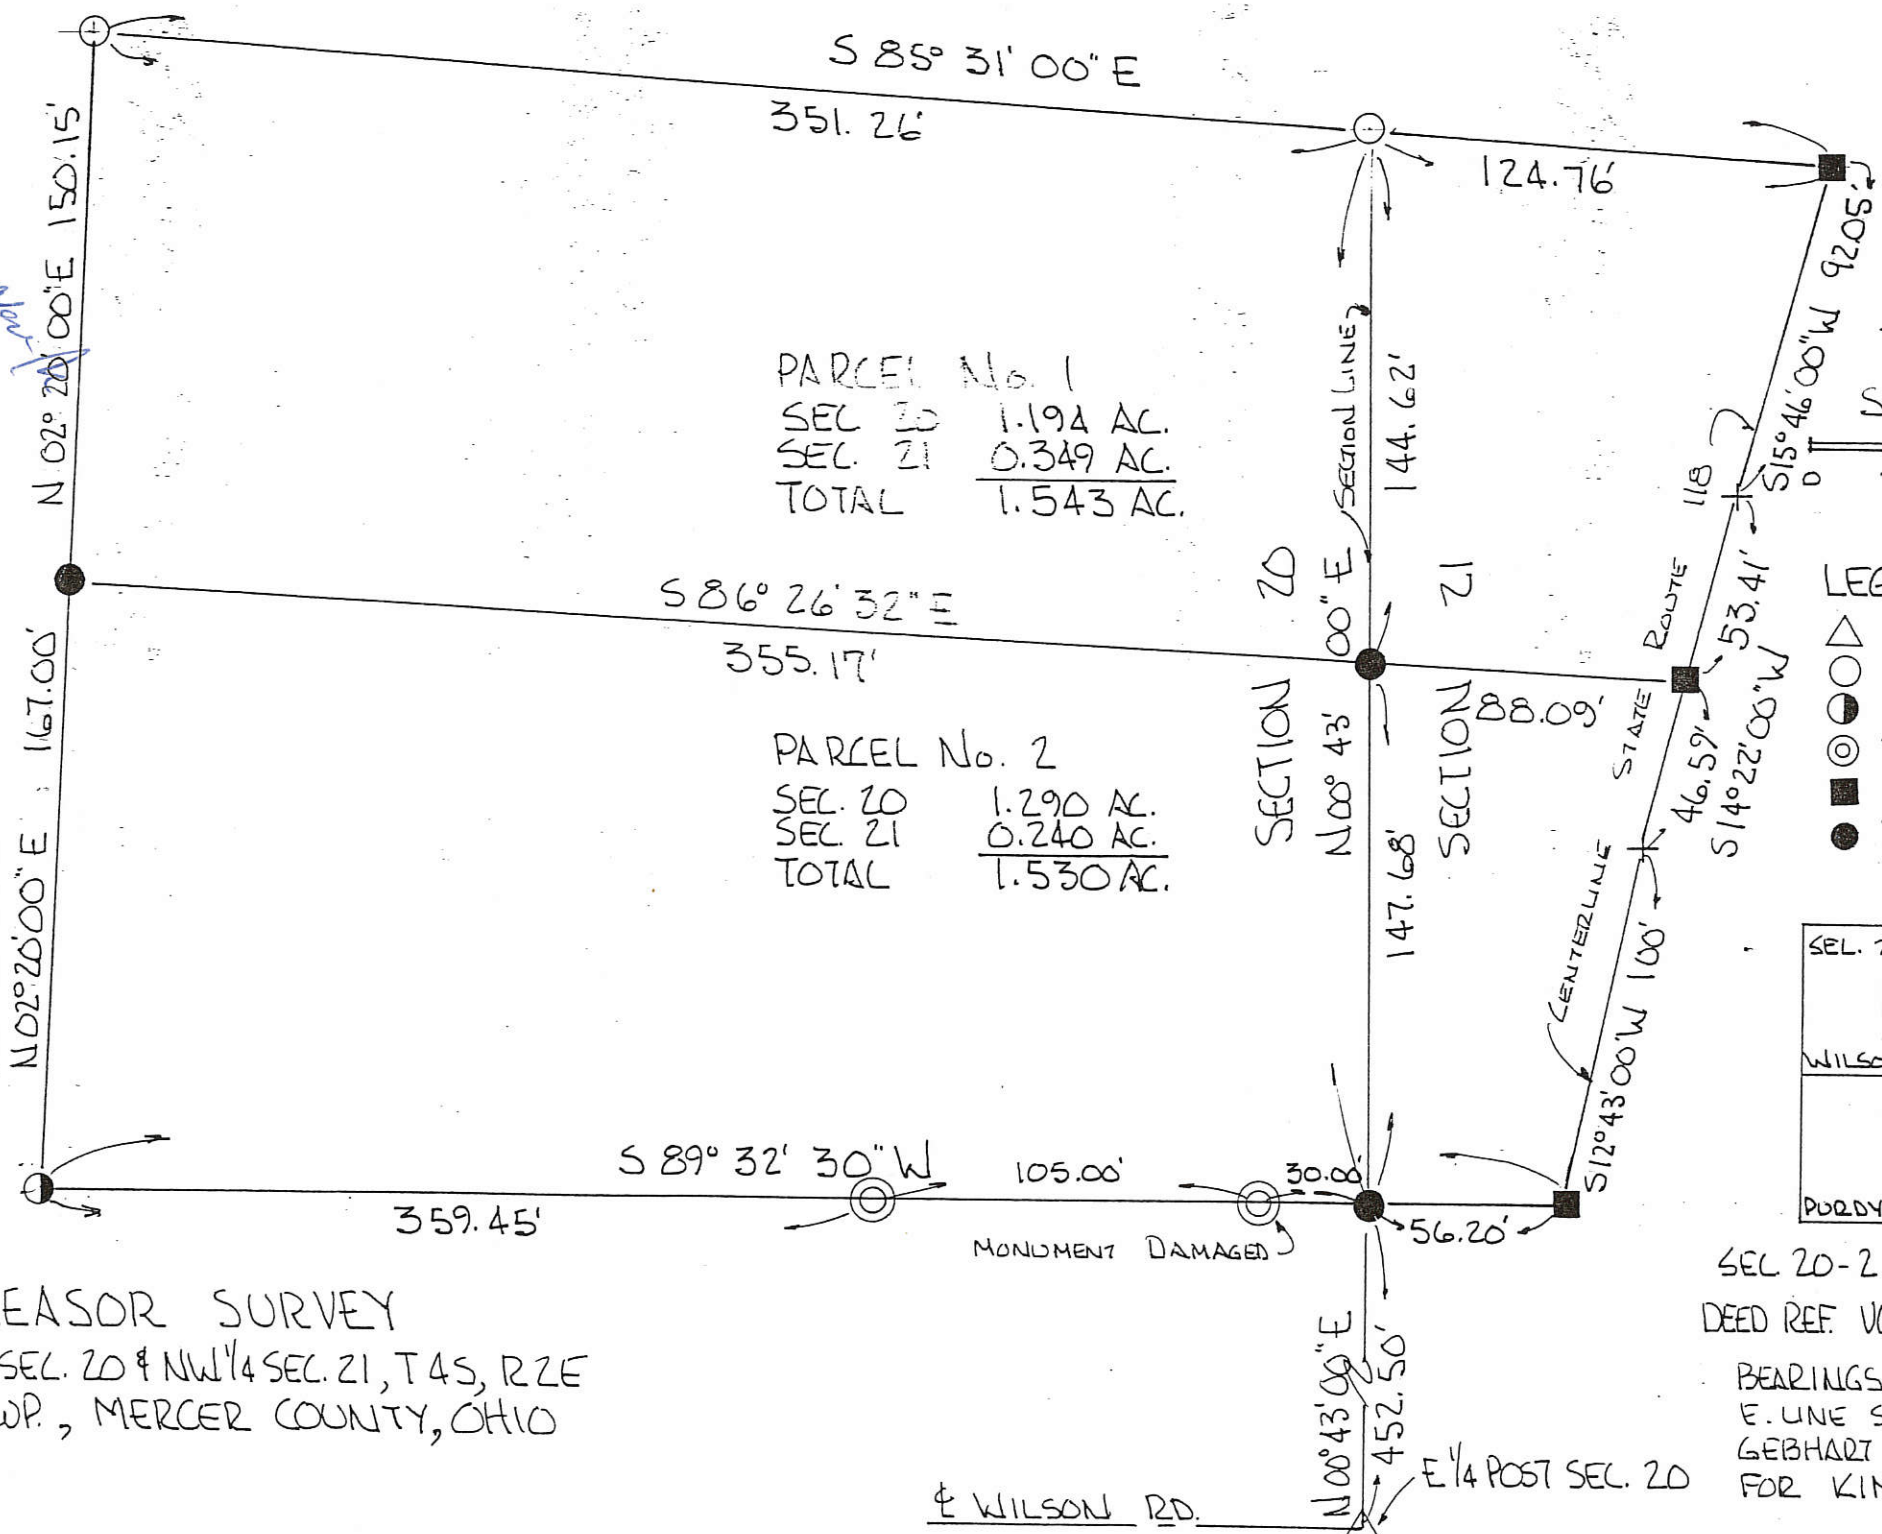 S 85° 31' 00" E
351.26'
124.76'
N 02° 20' 00" E 150.15'
92.05'
S15° 46' 00" W
SECTION LINE
144.62'
PARCEL No. 1
SEC 20 1.194 AC.
SEC. 21 0.349 AC.
TOTAL 1.543 AC.
118
D
LEG
53.41'
ROUTE
S 86° 26' 32" E
355.17'
20
00" E
21
88.09'
STATE
46.59'
S14° 22' 00" W
N02° 20' 00" E 167.00'
PARCEL No. 2
SEC. 20 1.290 AC.
SEC. 21 0.240 AC.
TOTAL 1.530 AC.
SECTION
N00° 43'
SECTION
147.68'
CENTERLINE
S12° 43' 00" W 100'
SEC.
WILSO
PURDY
S 89° 32' 30" W
105.00'
30.00'
359.45'
MONUMENT DAMAGED
56.20'
EASOR SURVEY
SEC. 20 & NW 1/4 SEC. 21, T4S, R2E
WP., MERCER COUNTY, OHIO
SEC 20-2
DEED REF. VO
BEARINGS
E. LINE S
GEBHART
FOR KIN
N00° 43' 00" E
452.50'
E 1/4 POST SEC. 20
℄ WILSON RD.